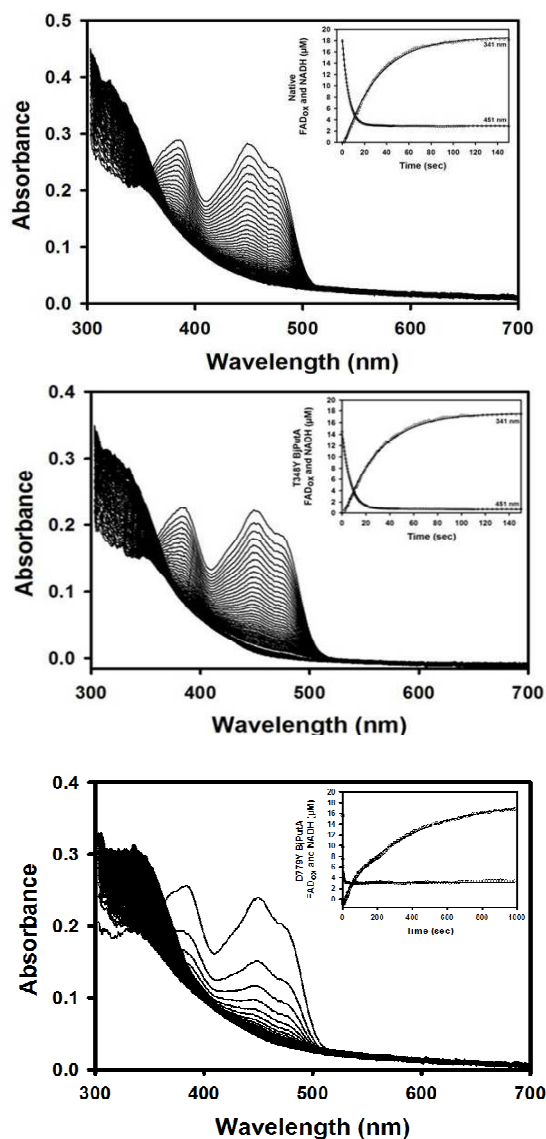 0.5
0.4
0.3
0.2
0.1
0.0
Absorbance
300 400 500 600 700
Wavelength (nm)
Native
FADox and NADH (µM)
20
18
16
14
12
10
8
6
4
2
0
0 20 40 60 80 100 120 140
Time (sec)
341 nm
451 nm
0.4
0.3
0.2
0.1
0.0
Absorbance
300 400 500 600 700
Wavelength (nm)
T348Y BjPutA
FADox and NADH (µM)
20
18
16
14
12
10
8
6
4
2
0
0 20 40 60 80 100 120 140
Time (sec)
341 nm
451 nm
0.4
0.3
0.2
0.1
0.0
Absorbance
300 400 500 600 700
Wavelength (nm)
D779Y BjPutA
FADox and NADH (µM)
20
18
16
14
12
10
8
6
4
2
0
0 200 400 600 800 1000
Time (sec)